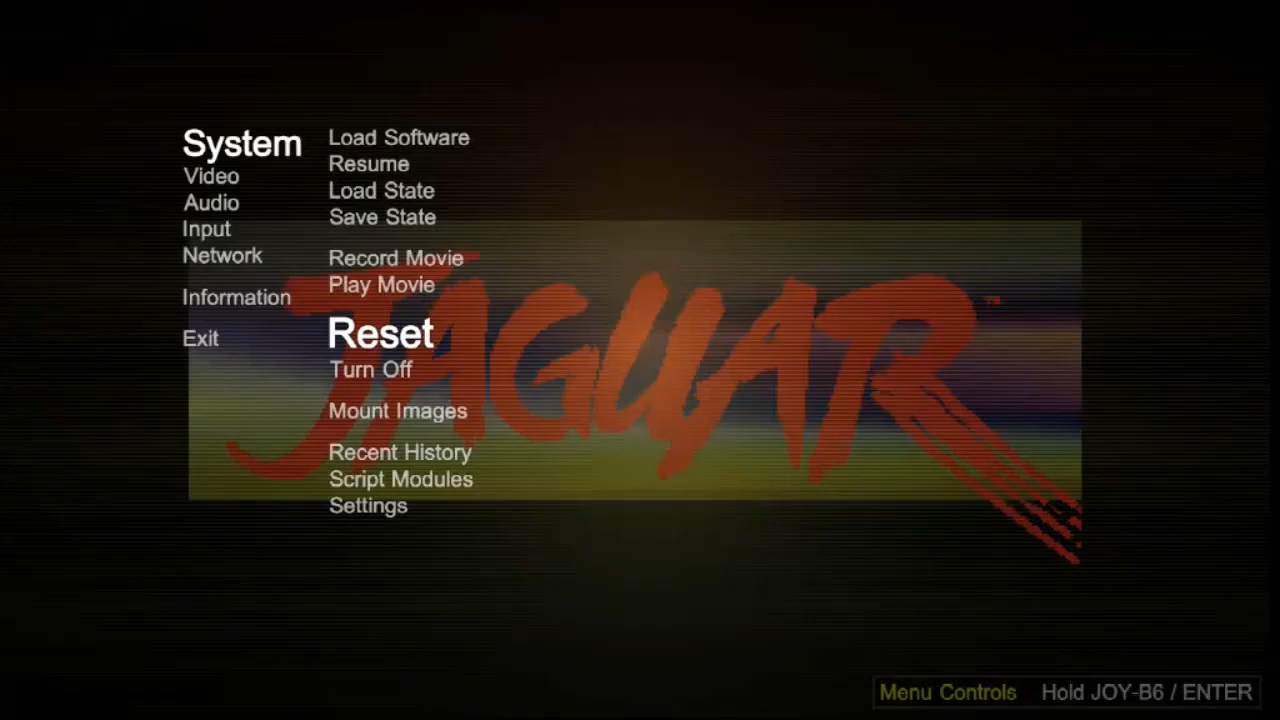 System
Video
Audio
Input
Network
Information
Exit
Load Software
Resume
Load State
Save State
Record Movie
Play Movie
Reset
Turn Off
Mount Images
Recent History
Script Modules
Settings
JAGUAR™
Menu Controls Hold JOY-B6 / ENTER